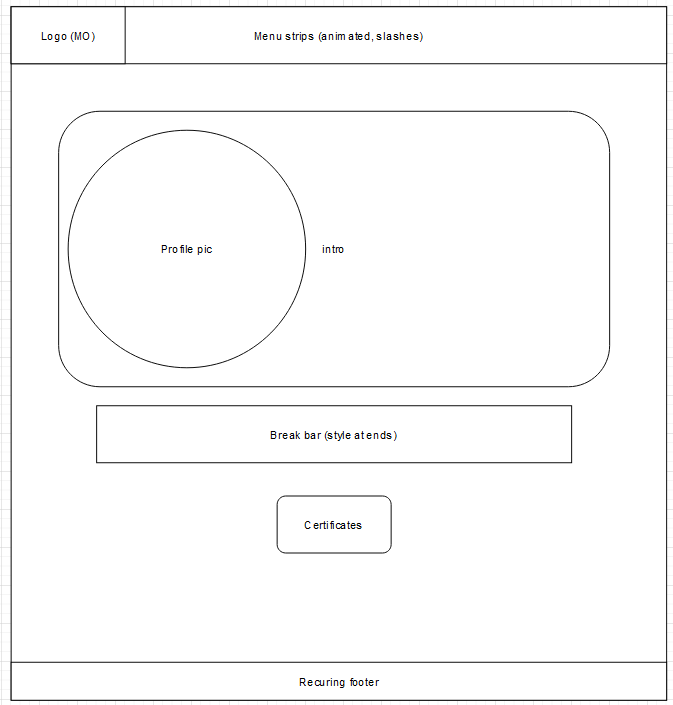 Logo (MO)
Menu strips (animated, slashes)
Profile pic
intro
Break bar (style at ends)
Certificates
Recuring footer